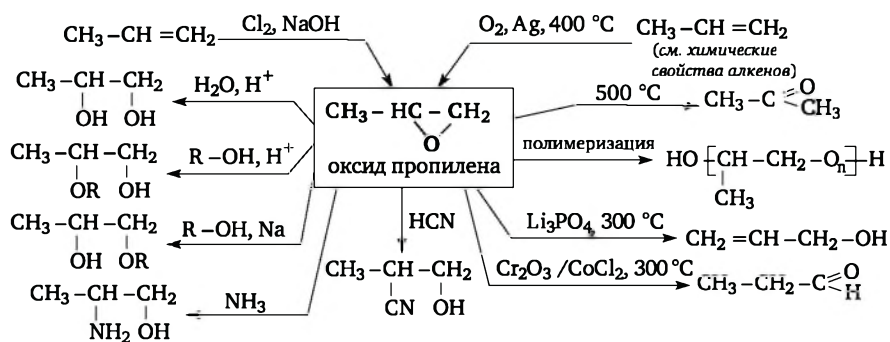 CH₃–CH=CH₂ Cl₂, NaOH O₂, Ag, 400 °C CH₃–CH=CH₂
(см. химические
свойства алкенов)
CH₃–CH–CH₂ H₂O, H⁺
OH OH
500 °C CH₃–C O
CH₃
CH₃–HC–CH₂
O
оксид пропилена
CH₃–CH–CH₂ R–OH, H⁺
OR OH
полимеризация
HO[CH–CH₂–O]ₙH
CH₃
CH₃–CH–CH₂ R–OH, Na
OH OR
HCN
CH₃–CH–CH₂
CN OH
Li₃PO₄, 300 °C CH₂=CH–CH₂–OH
Cr₂O₃/CoCl₂, 300°C CH₃–CH₂–C O
H
CH₃–CH–CH₂ NH₃
NH₂ OH